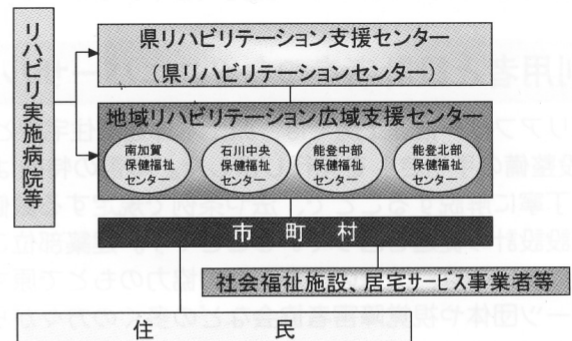 リハビリ実施病院等
県リハビリテーション支援センター
（県リハビリテーションセンター）
地域リハビリテーション広域支援センター
南加賀
保健福祉
センター
石川中央
保健福祉
センター
能登中部
保健福祉
センター
能登北部
保健福祉
センター
市 町 村
社会福祉施設、居宅サービス事業者等
住 民